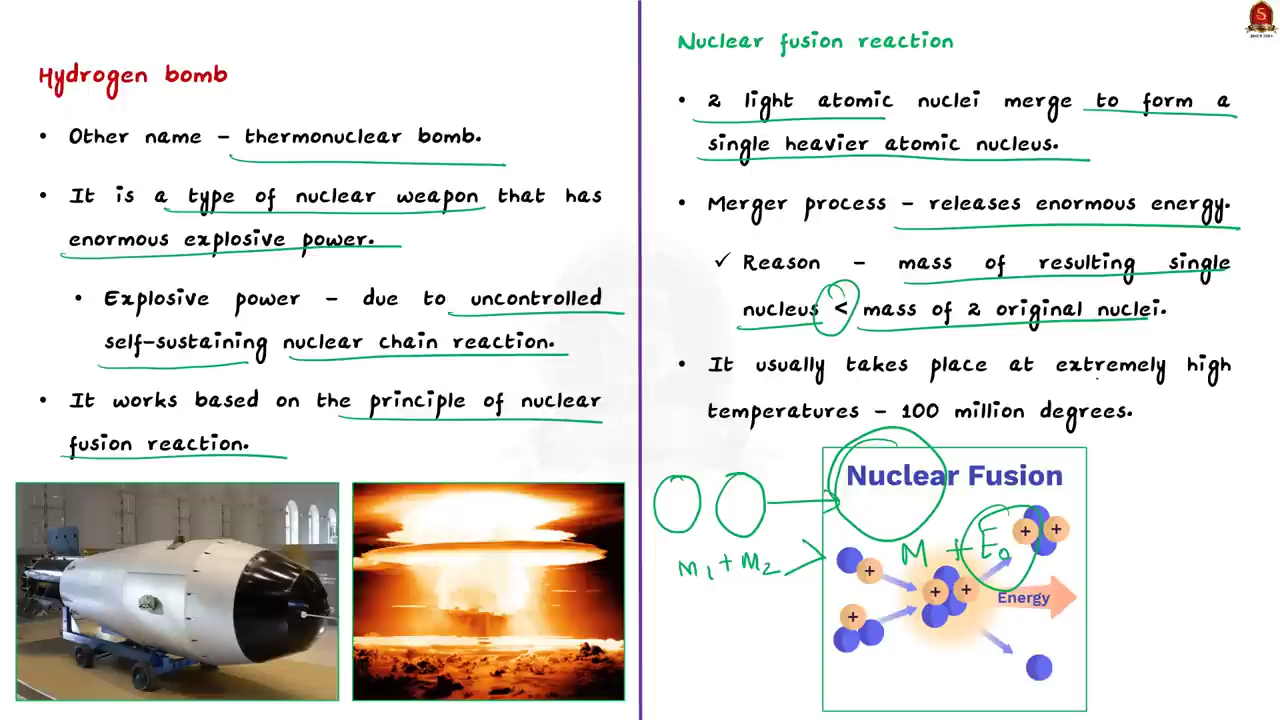 Hydrogen bomb
• Other name – thermonuclear bomb.
• It is a type of nuclear weapon that has
enormous explosive power.
• Explosive power – due to uncontrolled
self-sustaining nuclear chain reaction.
• It works based on the principle of nuclear
fusion reaction.
Nuclear fusion reaction
• 2 light atomic nuclei merge to form a
single heavier atomic nucleus.
• Merger process – releases enormous energy.
✓ Reason – mass of resulting single
nucleus < mass of 2 original nuclei.
• It usually takes place at extremely high
temperatures – 100 million degrees.
Nuclear Fusion
M1 + M2 > M + E
+ +
+
+ +
+
Energy
S